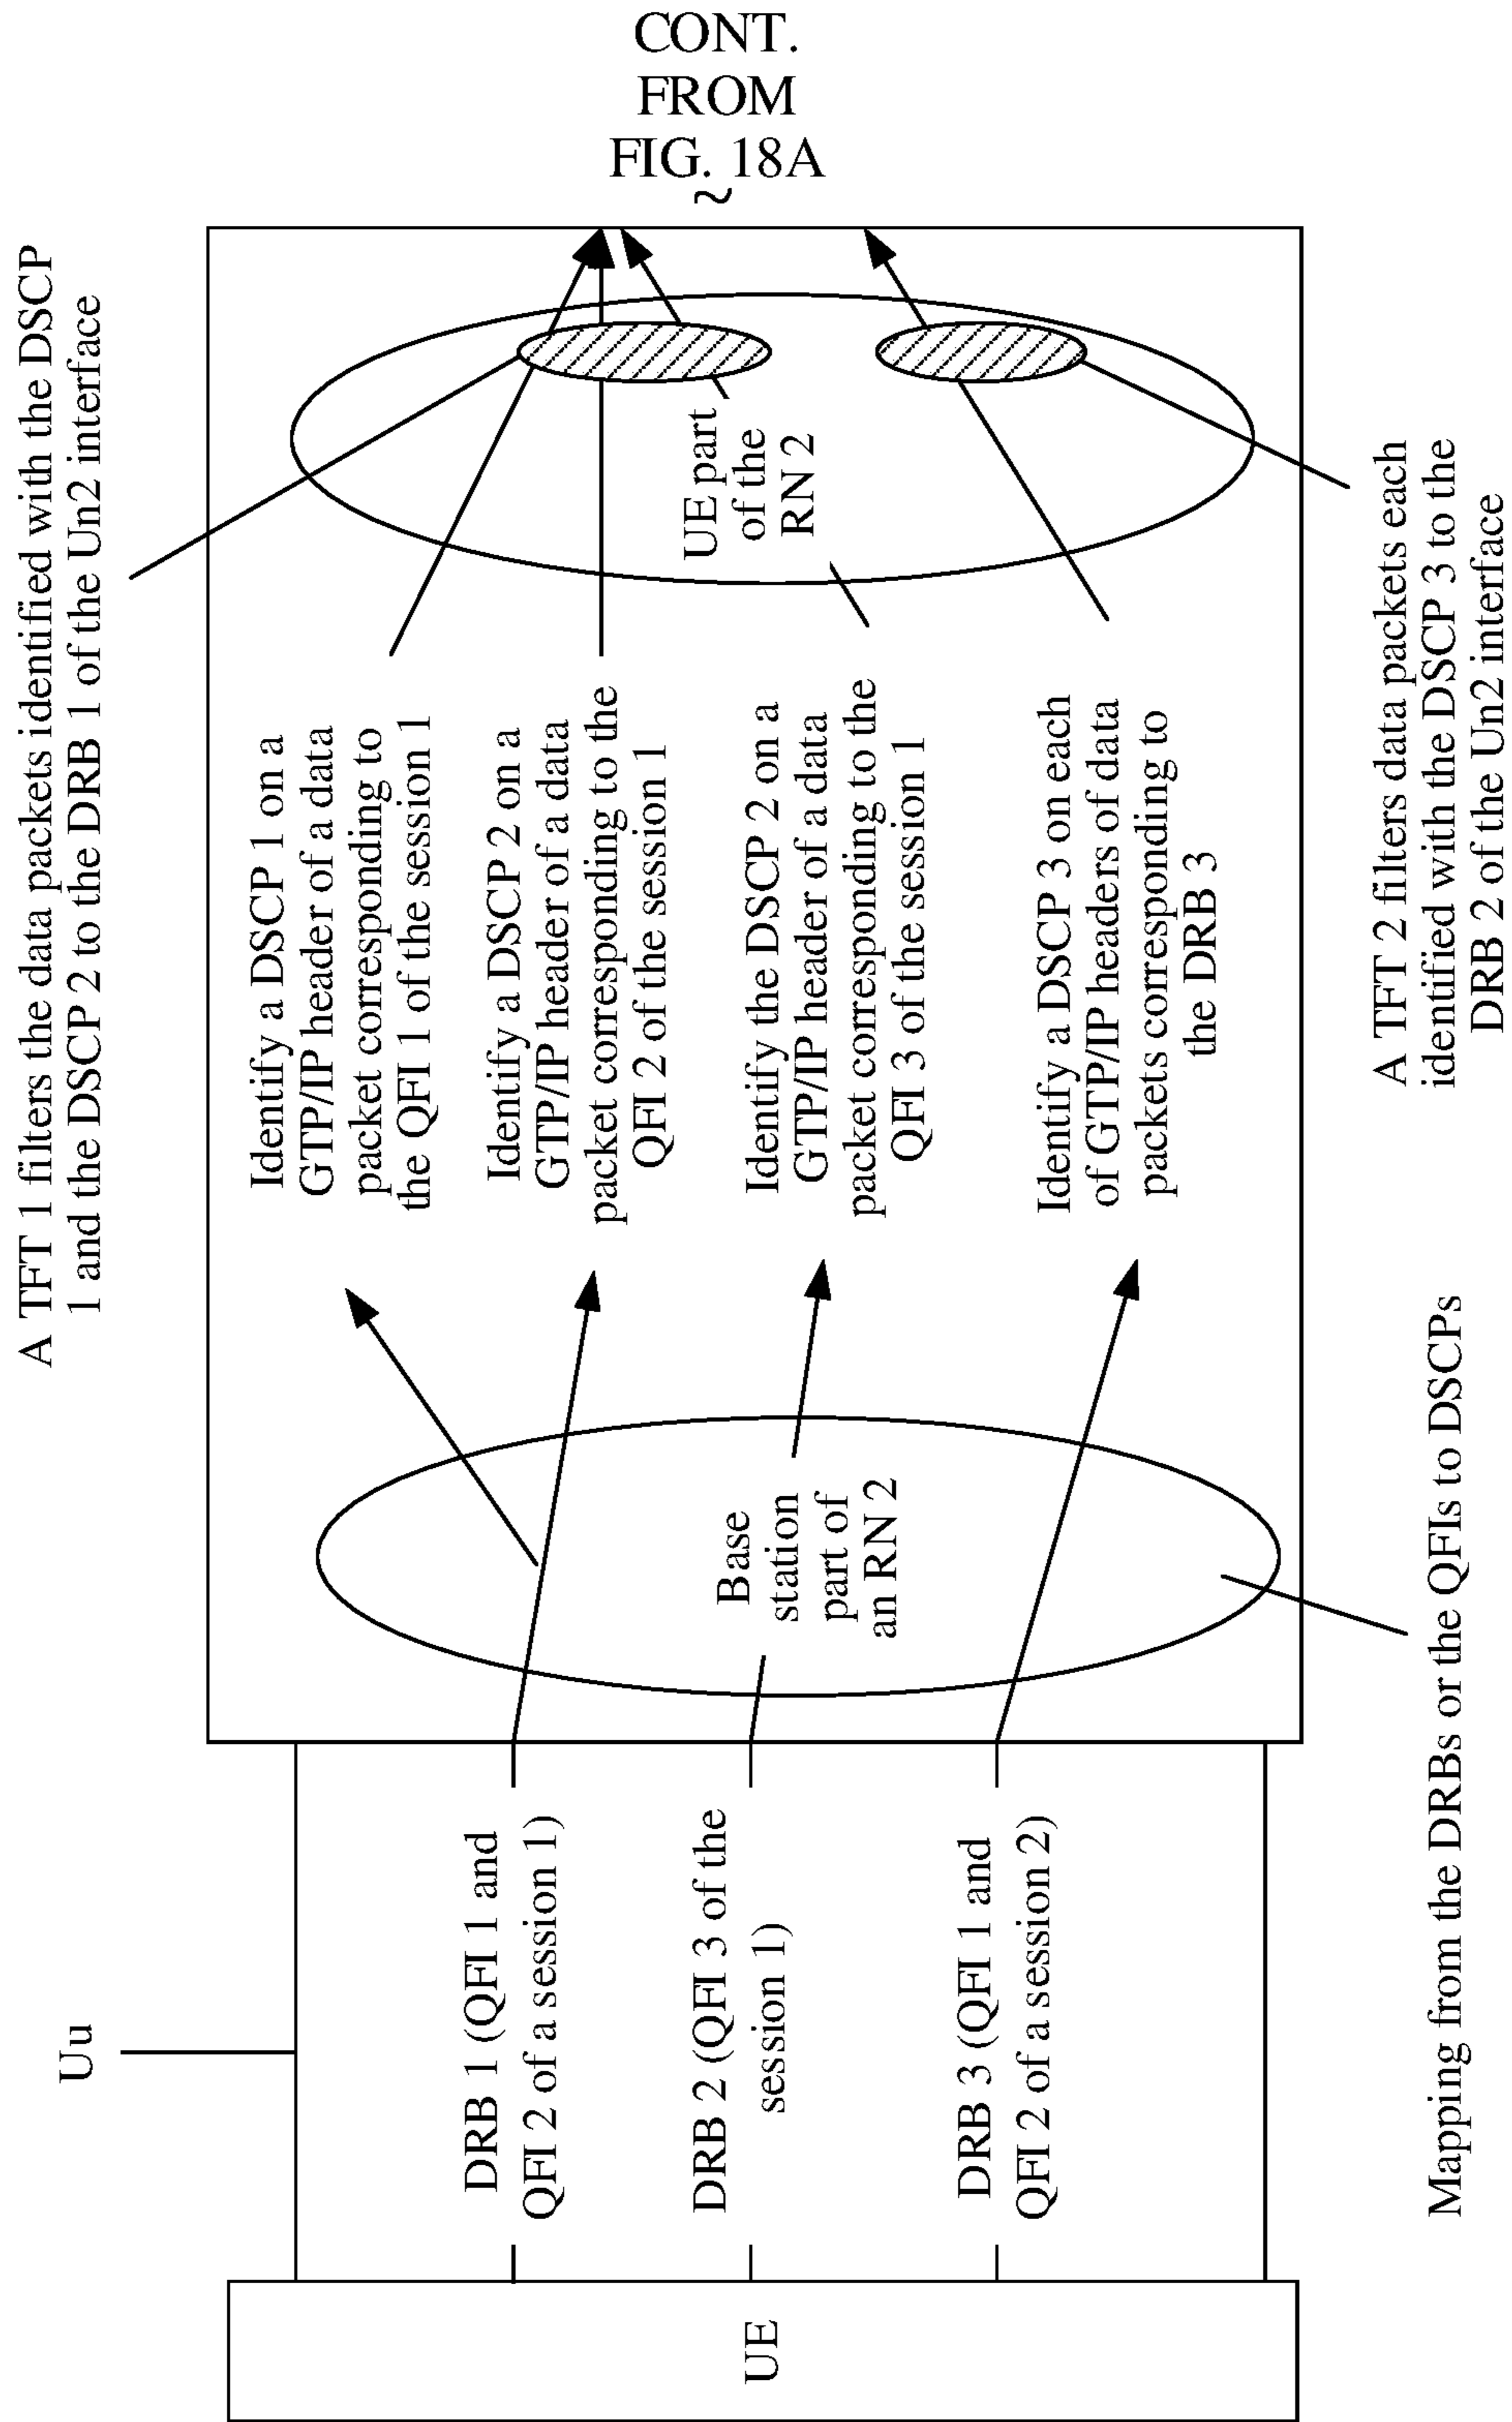 CONT.
FROM
FIG. 18A
~
A TFT 1 filters the data packets identified with the DSCP
1 and the DSCP 2 to the DRB 1 of the Un2 interface
Uu
UE
DRB 1 (QFI 1 and
QFI 2 of a session 1)
DRB 2 (QFI 3 of the
session 1)
DRB 3 (QFI 1 and
QFI 2 of a session 2)
Base
station
part of
an RN 2
Identify a DSCP 1 on a
GTP/IP header of a data
packet corresponding to
the QFI 1 of the session 1
Identify a DSCP 2 on a
GTP/IP header of a data
packet corresponding to the
QFI 2 of the session 1
Identify the DSCP 2 on a
GTP/IP header of a data
packet corresponding to the
QFI 3 of the session 1
Identify a DSCP 3 on each
of GTP/IP headers of data
packets corresponding to
the DRB 3
UE part
of the
RN 2
Mapping from the DRBs or the QFIs to DSCPs
A TFT 2 filters data packets each
identified with the DSCP 3 to the
DRB 2 of the Un2 interface